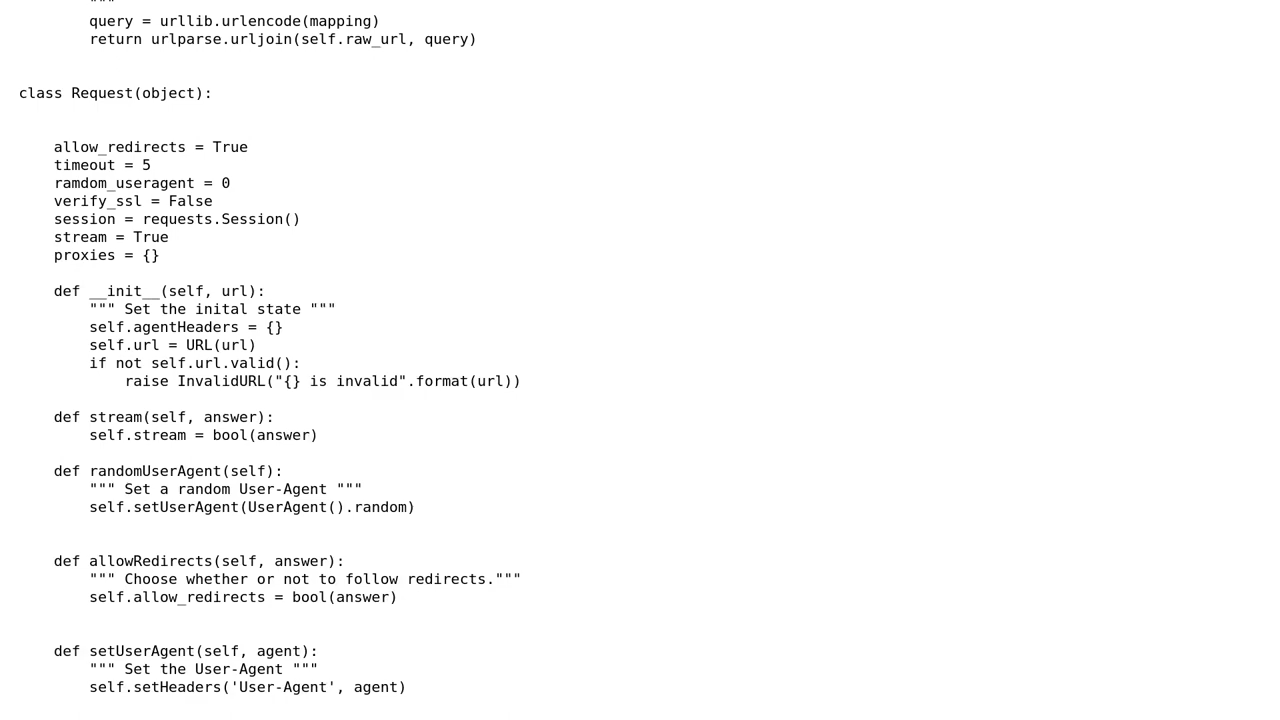 """
query = urllib.urlencode(mapping)
return urlparse.urljoin(self.raw_url, query)
class Request(object):
allow_redirects = True
timeout = 5
ramdom_useragent = 0
verify_ssl = False
session = requests.Session()
stream = True
proxies = {}
def __init__(self, url):
""" Set the inital state """
self.agentHeaders = {}
self.url = URL(url)
if not self.url.valid():
raise InvalidURL("{} is invalid".format(url))
def stream(self, answer):
self.stream = bool(answer)
def randomUserAgent(self):
""" Set a random User-Agent """
self.setUserAgent(UserAgent().random)
def allowRedirects(self, answer):
""" Choose whether or not to follow redirects."""
self.allow_redirects = bool(answer)
def setUserAgent(self, agent):
""" Set the User-Agent """
self.setHeaders('User-Agent', agent)